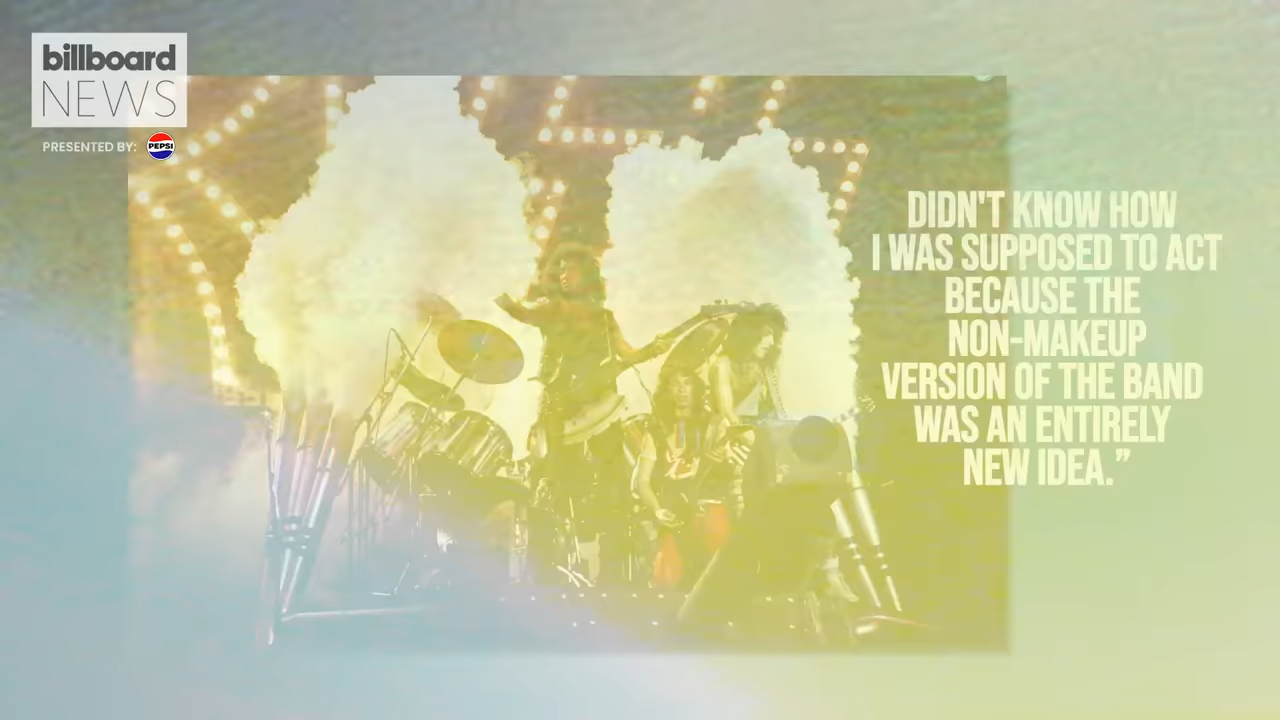 billboard
NEWS
PRESENTED BY:
PEPSI
DIDN'T KNOW HOW
I WAS SUPPOSED TO ACT
BECAUSE THE
NON-MAKEUP
VERSION OF THE BAND
WAS AN ENTIRELY
NEW IDEA.”